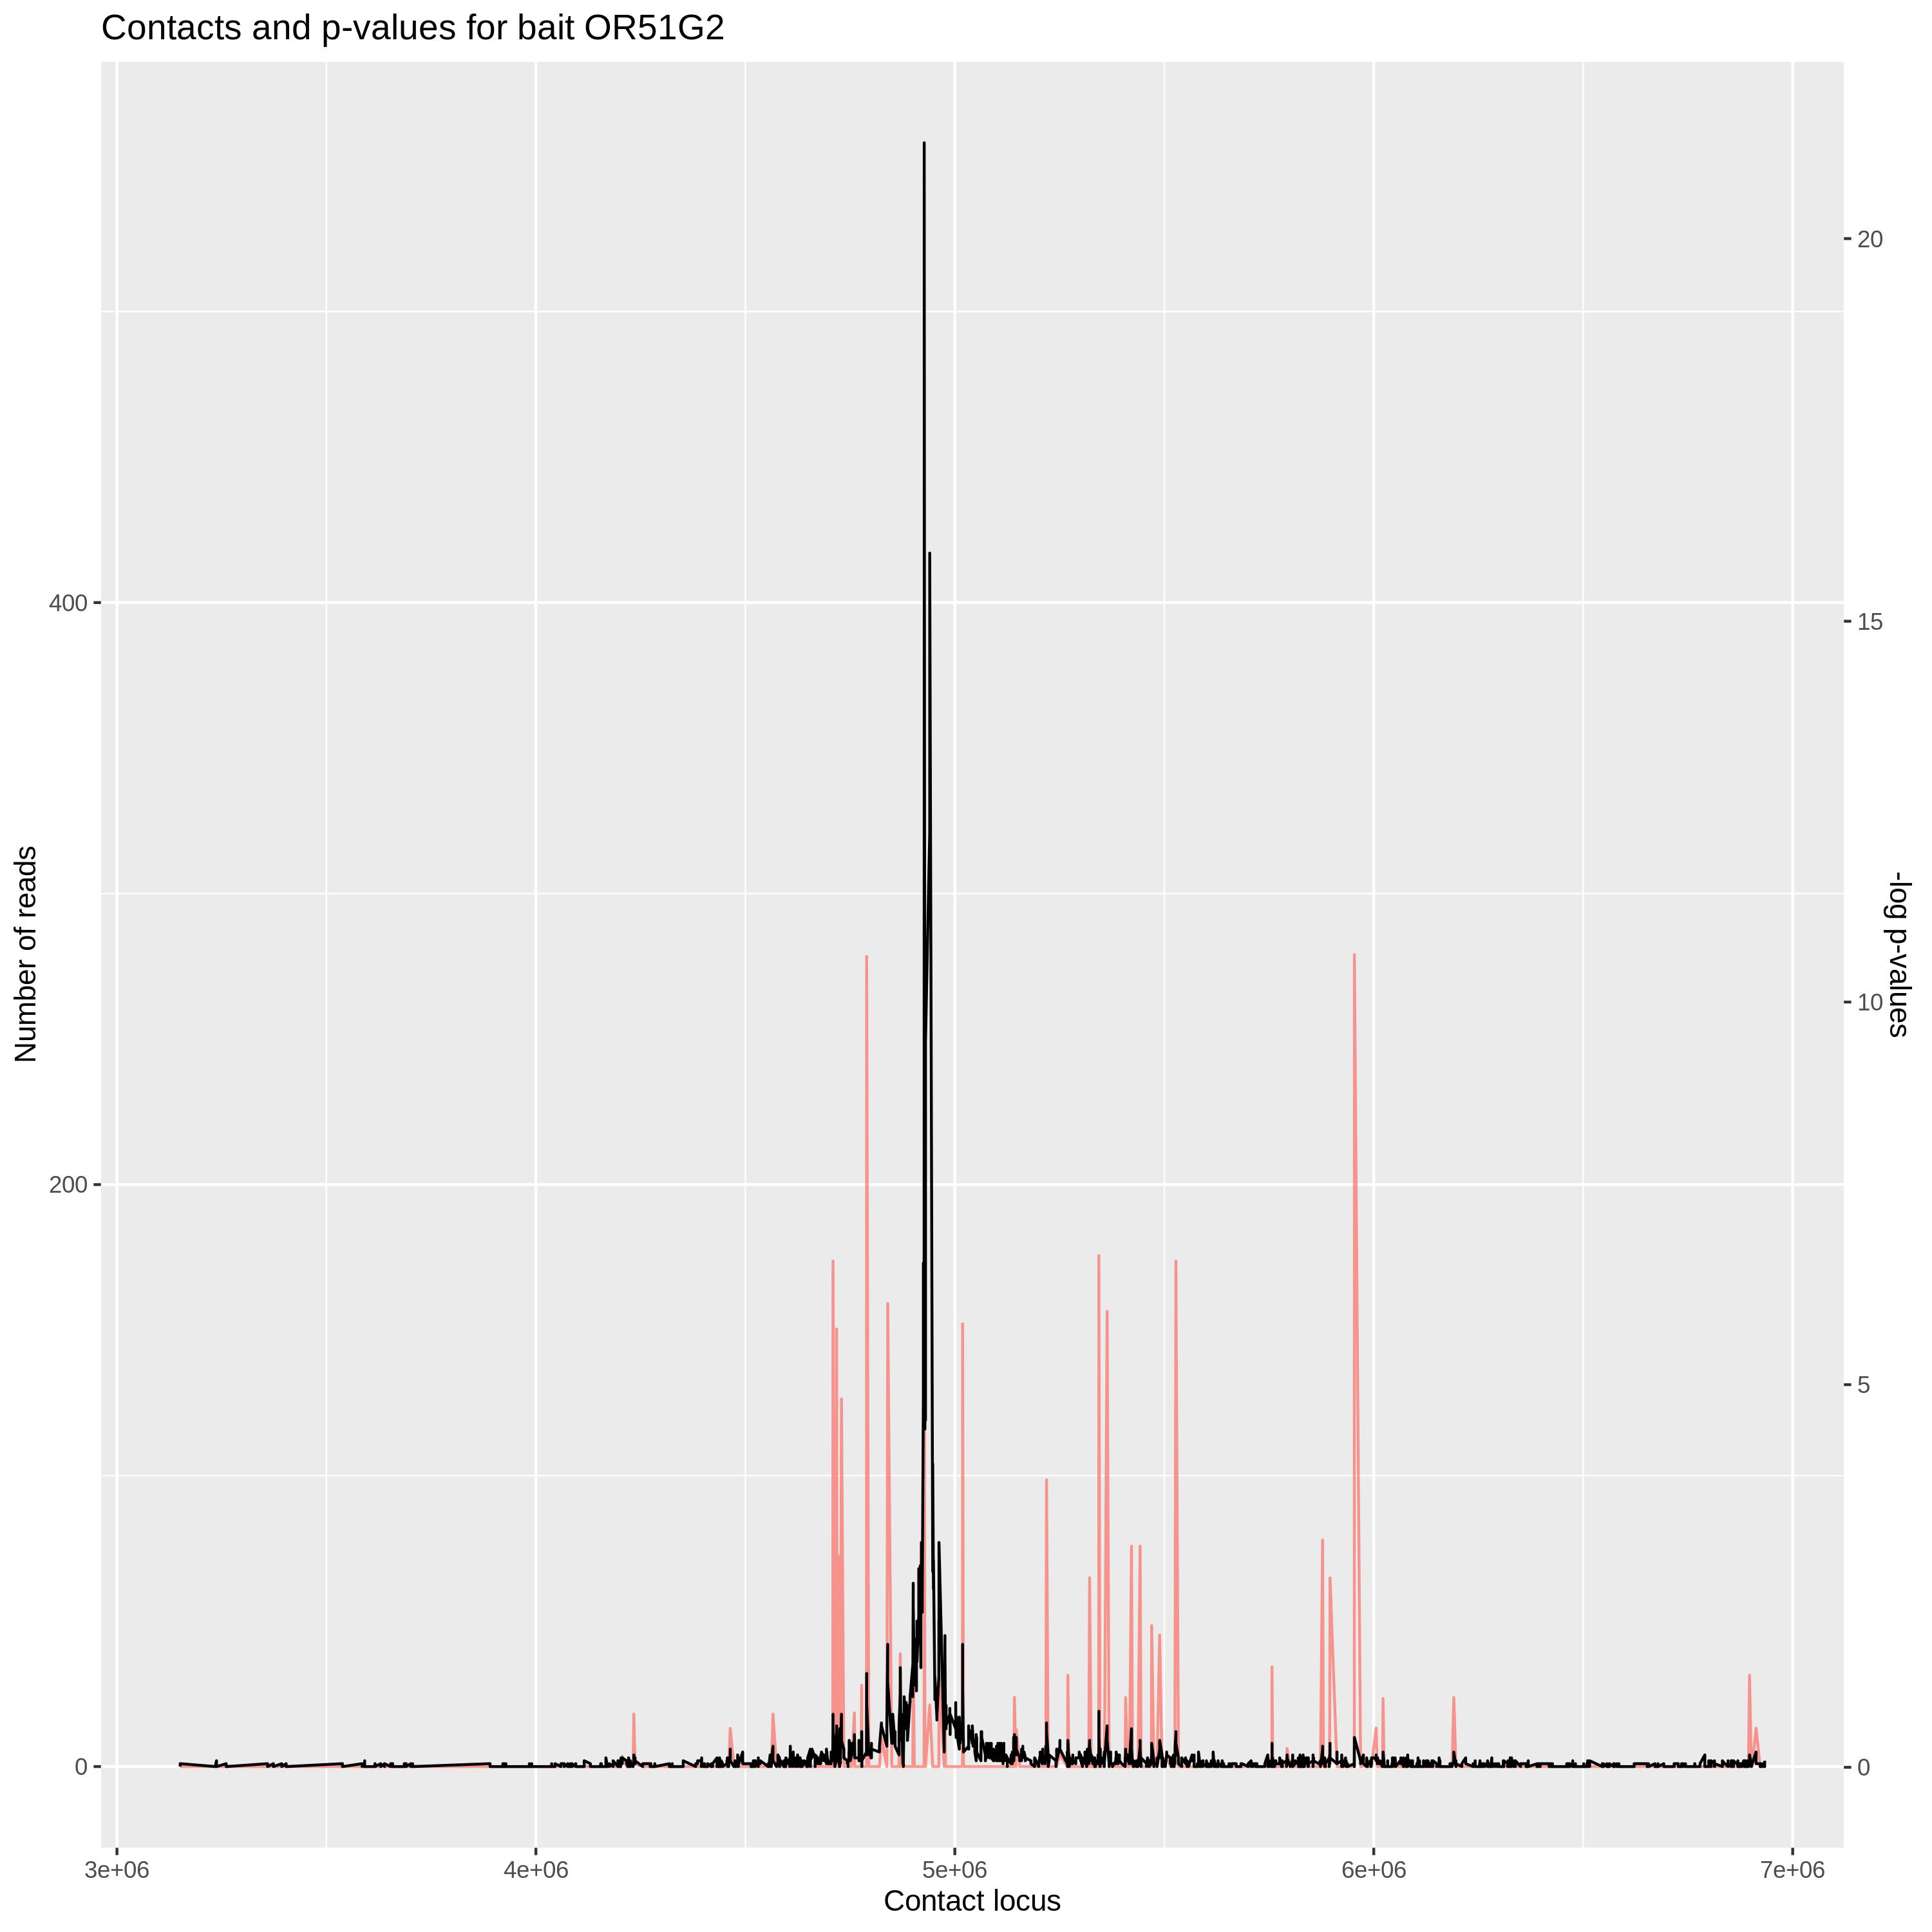 Contacts and p-values for bait OR51G2
Number of reads
400
200
0
20
15
10
5
0
-log p-values
3e+06 4e+06 5e+06 6e+06 7e+06
Contact locus